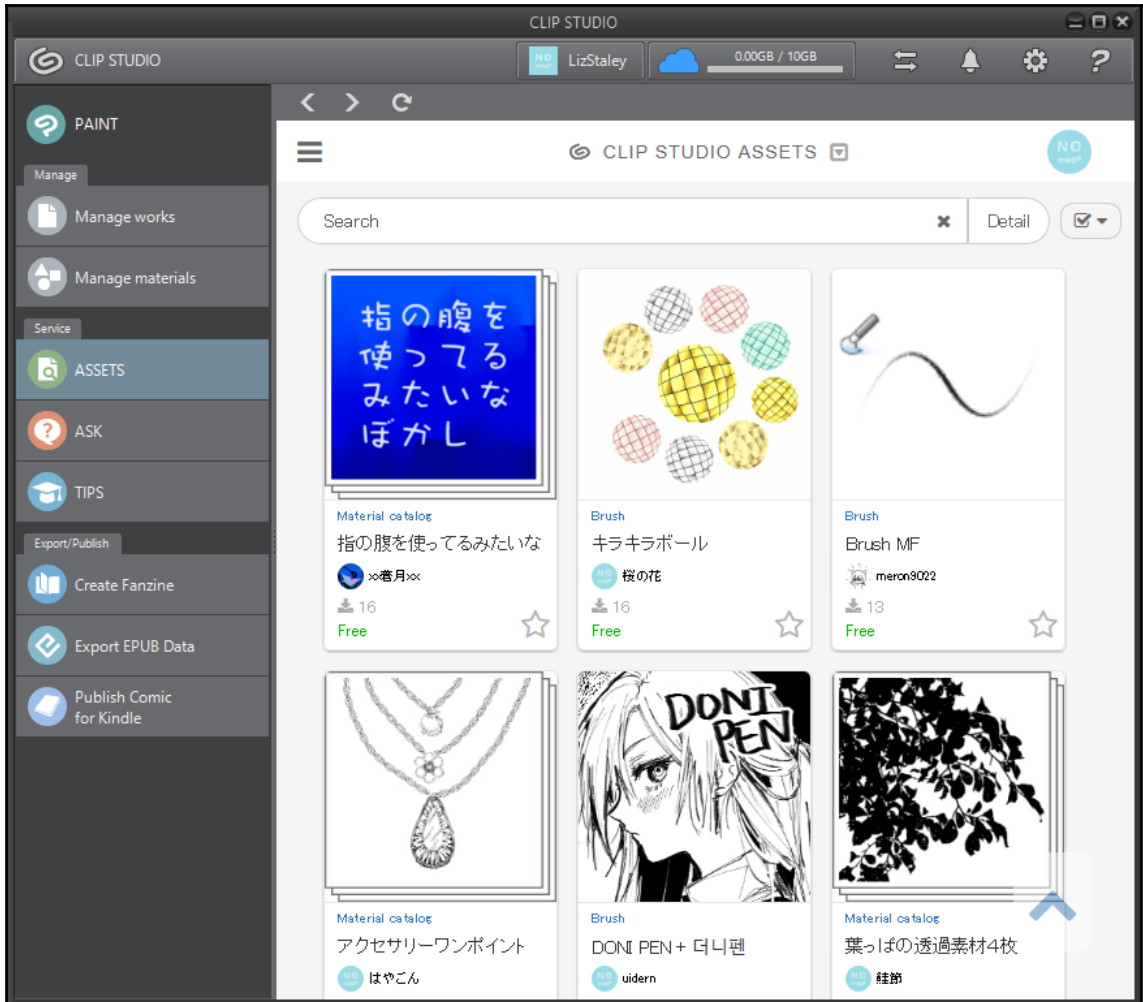 CLIP STUDIO
CLIP STUDIO
LizStaley
0.00GB / 10GB
PAINT
Manage
Manage works
Manage materials
Service
ASSETS
ASK
TIPS
Export/Publish
Create Fanzine
Export EPUB Data
Publish Comic
for Kindle
CLIP STUDIO ASSETS
NO
Search
Detail
指の腹を
使ってる
みたいな
ぼかし
Material catalog
指の腹を使ってるみたいな
16
Free
Brush
キラキラボール
桜の花
16
Free
Brush
Brush MF
meron9022
13
Free
Material catalog
アクセサリーワンポイント
はやこん
DONI
PEN
Brush
DONI PEN + 더니펜
uidern
Material catalog
葉っぱの透過素材4枚